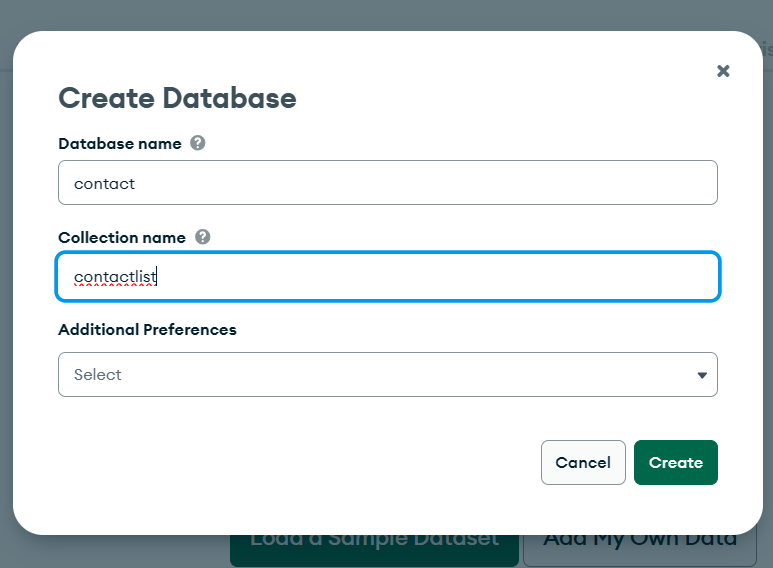 Create Database
Database name
contact
Collection name
contactlist
Additional Preferences
Select
Cancel
Create
Load a Sample Dataset
Add My Own Data